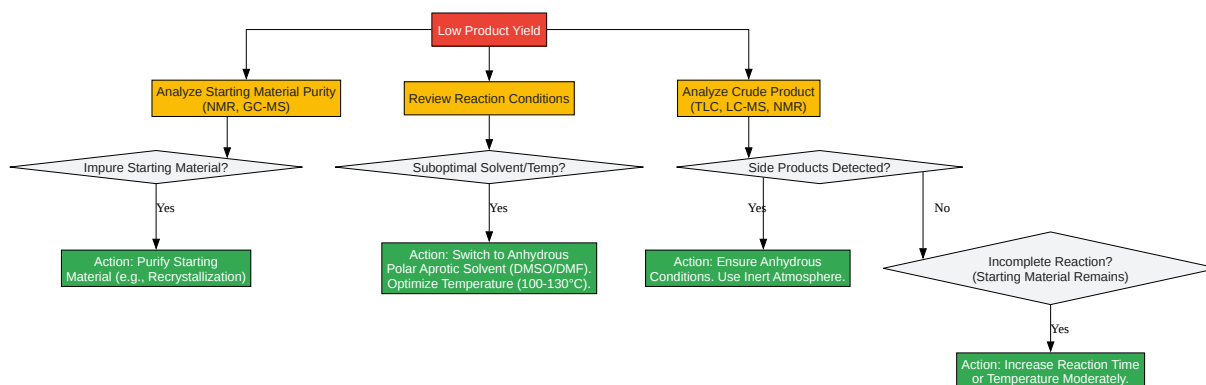 Low Product Yield
Analyze Starting Material Purity
(NMR, GC-MS)
Review Reaction Conditions
Analyze Crude Product
(TLC, LC-MS, NMR)
Impure Starting Material?
Suboptimal Solvent/Temp?
Side Products Detected?
Yes
Yes
Yes
No
Action: Purify Starting
Material (e.g., Recrystallization)
Action: Switch to Anhydrous
Polar Aprotic Solvent (DMSO/DMF).
Optimize Temperature (100-130°C).
Action: Ensure Anhydrous
Conditions. Use Inert Atmosphere.
Incomplete Reaction?
(Starting Material Remains)
Yes
Action: Increase Reaction Time
or Temperature Moderately.